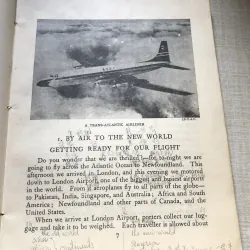 A TRANS-ATLANTIC AIRLINER
1. BY AIR TO THE NEW WORLD
GETTING READY FOR OUR FLIGHT
Do you wonder that we are thrilled?—for to-night we are
going to fly across the Atlantic Ocean to Newfoundland. This
afternoon we arrived in London, and this evening we motored
down to London Airport, one of the biggest and busiest airports
in the world. From it aeroplanes fly to all parts of the globe—
to Pakistan, India, Singapore, and Australia; Africa and South
America; Newfoundland and other parts of Canada, and the
United States.
When we arrive at London Airport, porters collect our lug-
gage and take it to be weighed. Each traveller is allowed about
7